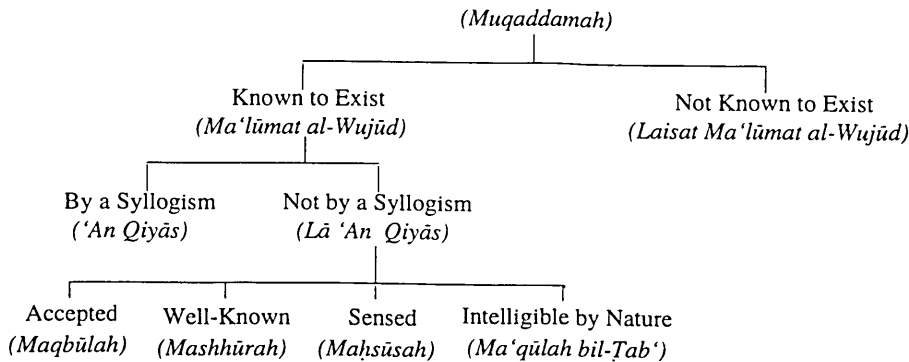 (Muqaddamah)
Known to Exist
(Ma‘lūmat al-Wujūd)
Not Known to Exist
(Laisat Ma‘lūmat al-Wujūd)
By a Syllogism
(‘An Qiyās)
Not by a Syllogism
(Lā ‘An Qiyās)
Accepted
(Maqbūlah)
Well-Known
(Mashhūrah)
Sensed
(Maḥsūsah)
Intelligible by Nature
(Ma‘qūlah bil-Ṭab‘)